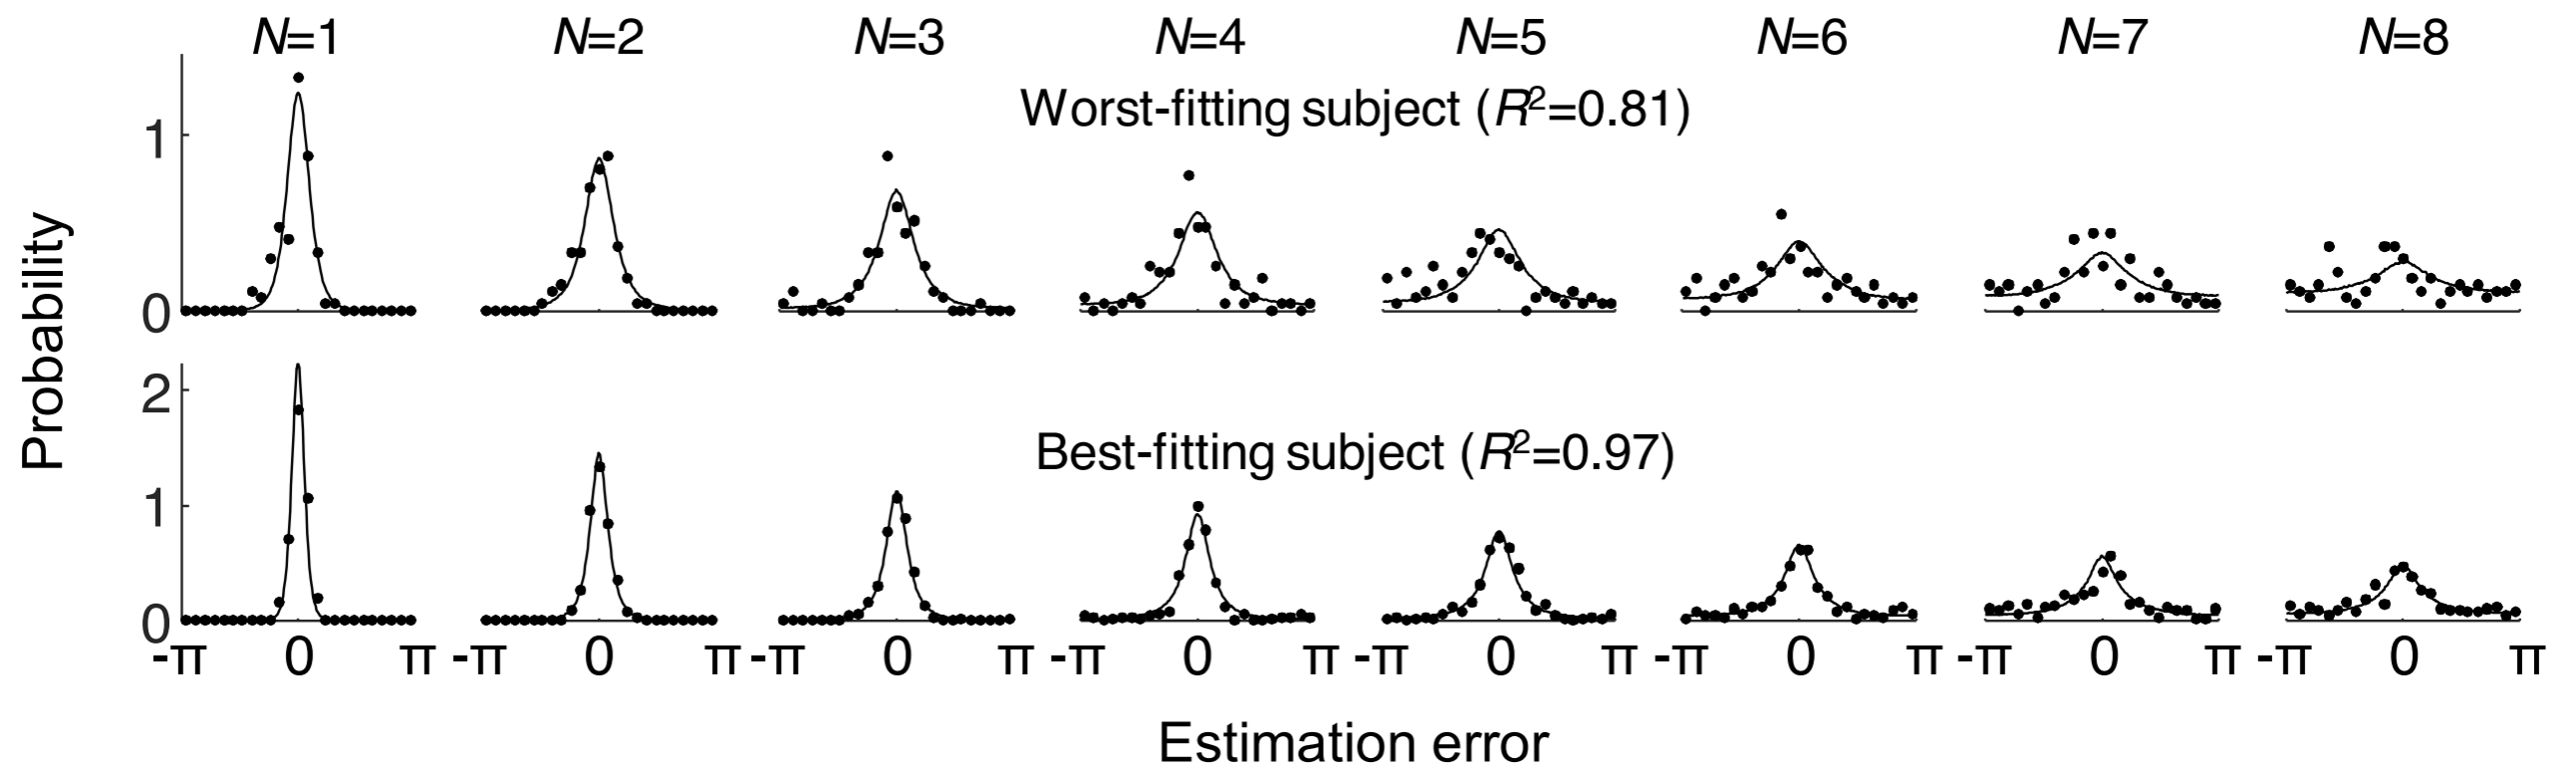 N=1 N=2 N=3 N=4 N=5 N=6 N=7 N=8
Worst-fitting subject (R²=0.81)
1
0
Probability
Best-fitting subject (R²=0.97)
2
1
0
-π 0 π -π 0 π -π 0 π -π 0 π -π 0 π -π 0 π -π 0 π -π 0 π
Estimation error